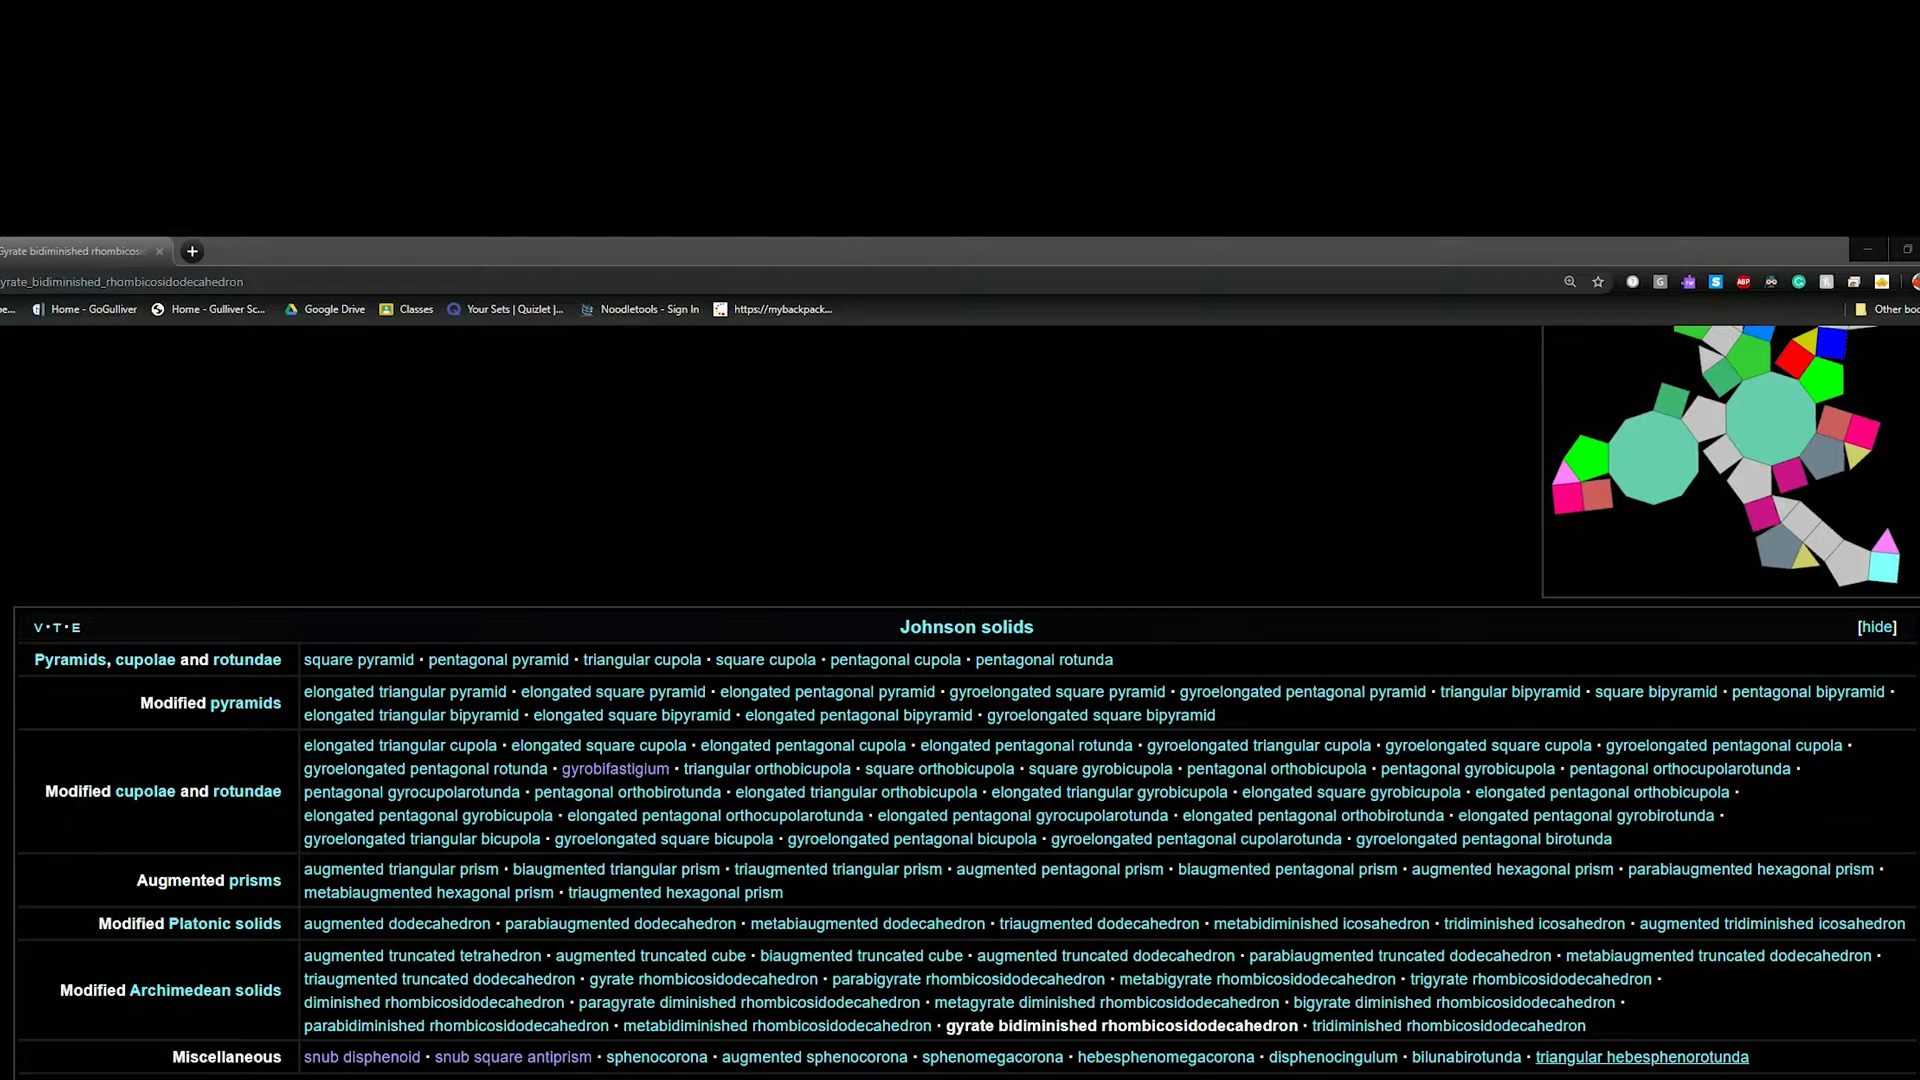 Gyrate bidiminished rhombicosi
yrate_bidiminished_rhombicosidodecahedron
G TW S ABP G
pe... Home - GoGulliver Home - Gulliver Sc... Google Drive Classes Your Sets | Quizlet |... Noodletools - Sign In https://mybackpack... Other boo
V·T·E Johnson solids [hide]
Pyramids, cupolae and rotundae square pyramid · pentagonal pyramid · triangular cupola · square cupola · pentagonal cupola · pentagonal rotunda
Modified pyramids elongated triangular pyramid · elongated square pyramid · elongated pentagonal pyramid · gyroelongated square pyramid · gyroelongated pentagonal pyramid · triangular bipyramid · square bipyramid · pentagonal bipyramid ·
elongated triangular bipyramid · elongated square bipyramid · elongated pentagonal bipyramid · gyroelongated square bipyramid
Modified cupolae and rotundae elongated triangular cupola · elongated square cupola · elongated pentagonal cupola · elongated pentagonal rotunda · gyroelongated triangular cupola · gyroelongated square cupola · gyroelongated pentagonal cupola ·
gyroelongated pentagonal rotunda · gyrobifastigium · triangular orthobicupola · square orthobicupola · square gyrobicupola · pentagonal orthobicupola · pentagonal gyrobicupola · pentagonal orthocupolarotunda ·
pentagonal gyrocupolarotunda · pentagonal orthobirotunda · elongated triangular orthobicupola · elongated triangular gyrobicupola · elongated square gyrobicupola · elongated pentagonal orthobicupola ·
elongated pentagonal gyrobicupola · elongated pentagonal orthocupolarotunda · elongated pentagonal gyrocupolarotunda · elongated pentagonal orthobirotunda · elongated pentagonal gyrobirotunda ·
gyroelongated triangular bicupola · gyroelongated square bicupola · gyroelongated pentagonal bicupola · gyroelongated pentagonal cupolarotunda · gyroelongated pentagonal birotunda
Augmented prisms augmented triangular prism · biaugmented triangular prism · triaugmented triangular prism · augmented pentagonal prism · biaugmented pentagonal prism · augmented hexagonal prism · parabiaugmented hexagonal prism ·
metabiaugmented hexagonal prism · triaugmented hexagonal prism
Modified Platonic solids augmented dodecahedron · parabiaugmented dodecahedron · metabiaugmented dodecahedron · triaugmented dodecahedron · metabidiminished icosahedron · tridiminished icosahedron · augmented tridiminished icosahedron
Modified Archimedean solids augmented truncated tetrahedron · augmented truncated cube · biaugmented truncated cube · augmented truncated dodecahedron · parabiaugmented truncated dodecahedron · metabiaugmented truncated dodecahedron ·
triaugmented truncated dodecahedron · gyrate rhombicosidodecahedron · parabigyrate rhombicosidodecahedron · metabigyrate rhombicosidodecahedron · trigyrate rhombicosidodecahedron ·
diminished rhombicosidodecahedron · paragyrate diminished rhombicosidodecahedron · metagyrate diminished rhombicosidodecahedron · bigyrate diminished rhombicosidodecahedron ·
parabidiminished rhombicosidodecahedron · metabidiminished rhombicosidodecahedron · gyrate bidiminished rhombicosidodecahedron · tridiminished rhombicosidodecahedron
Miscellaneous snub disphenoid · snub square antiprism · sphenocorona · augmented sphenocorona · sphenomegacorona · hebesphenomegacorona · disphenocingulum · bilunabirotunda · triangular hebesphenorotunda